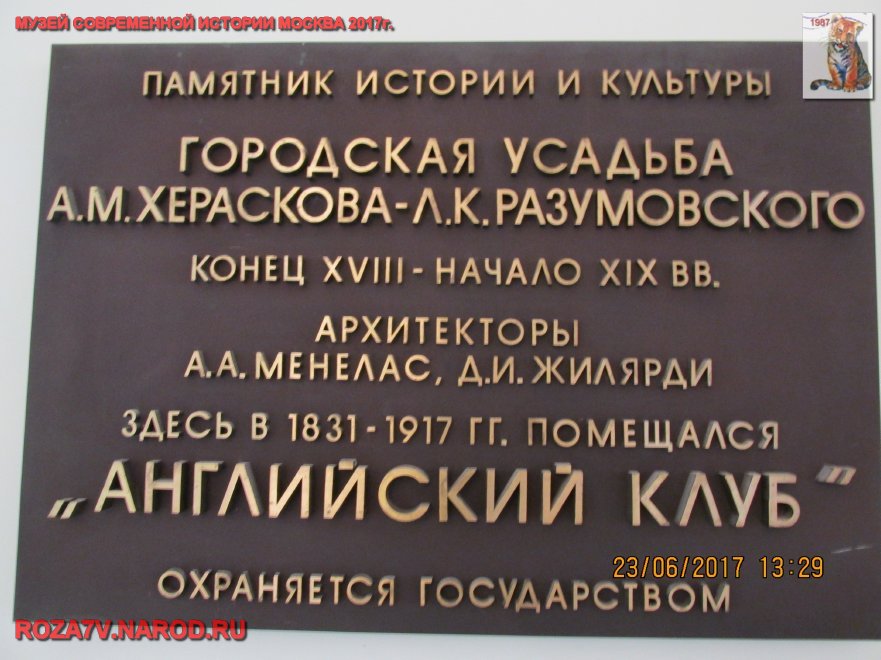 МУЗЕЙ СОВРЕМЕННОЙ ИСТОРИИ МОСКВА 2017г.
1987
ПАМЯТНИК ИСТОРИИ И КУЛЬТУРЫ
ГОРОДСКАЯ УСАДЬБА
А.М. ХЕРАСКОВА-Л.К. РАЗУМОВСКОГО
КОНЕЦ XVIII - НАЧАЛО XIX ВВ.
АРХИТЕКТОРЫ
А.А. МЕНЕЛАС, Д.И. ЖИЛЯРДИ
ЗДЕСЬ В 1831-1917 ГГ. ПОМЕЩАЛСЯ
„АНГЛИЙСКИЙ КЛУБ"
23/06/2017 13:29
ОХРАНЯЕТСЯ ГОСУДАРСТВОМ
ROZA7V.NAROD.RU